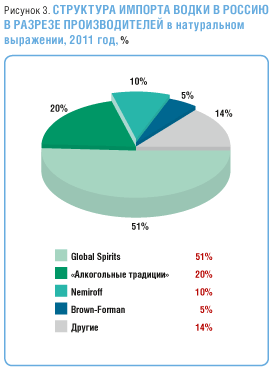 Рисунок 3. СТРУКТУРА ИМПОРТА ВОДКИ В РОССИЮ
В РАЗРЕЗЕ ПРОИЗВОДИТЕЛЕЙ в натуральном
выражении, 2011 год, %
10%
5%
20%
14%
51%
Global Spirits 51%
«Алкогольные традиции» 20%
Nemiroff 10%
Brown-Forman 5%
Другие 14%